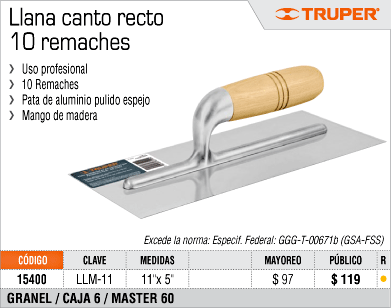 Llana canto recto
10 remaches
TRUPER®
Uso profesional
10 Remaches
Pata de aluminio pulido espejo
Mango de madera
Excede la norma: Especif. Federal: GGG-T-00671b (GSA-FSS)
CÓDIGO CLAVE MEDIDAS MAYOREO PÚBLICO R
15400 LLM-11 11"x 5" $ 97 $ 119
GRANEL / CAJA 6 / MASTER 60